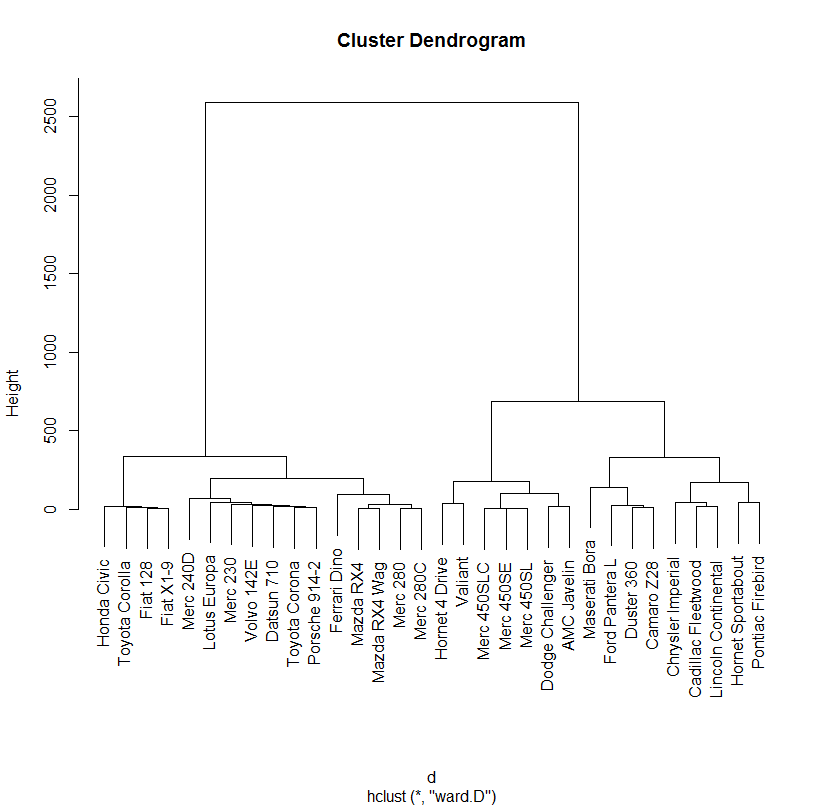 Cluster Dendrogram
Height
2500
2000
1500
1000
500
0
Honda Civic
Toyota Corolla
Fiat 128
Fiat X1-9
Merc 240D
Lotus Europa
Merc 230
Volvo 142E
Datsun 710
Toyota Corona
Porsche 914-2
Ferrari Dino
Mazda RX4
Mazda RX4 Wag
Merc 280
Merc 280C
Hornet 4 Drive
Valiant
Merc 450SLC
Merc 450SE
Merc 450SL
Dodge Challenger
AMC Javelin
Maserati Bora
Ford Pantera L
Duster 360
Camaro Z28
Chrysler Imperial
Cadillac Fleetwood
Lincoln Continental
Hornet Sportabout
Pontiac Firebird
d
hclust (*, "ward.D")